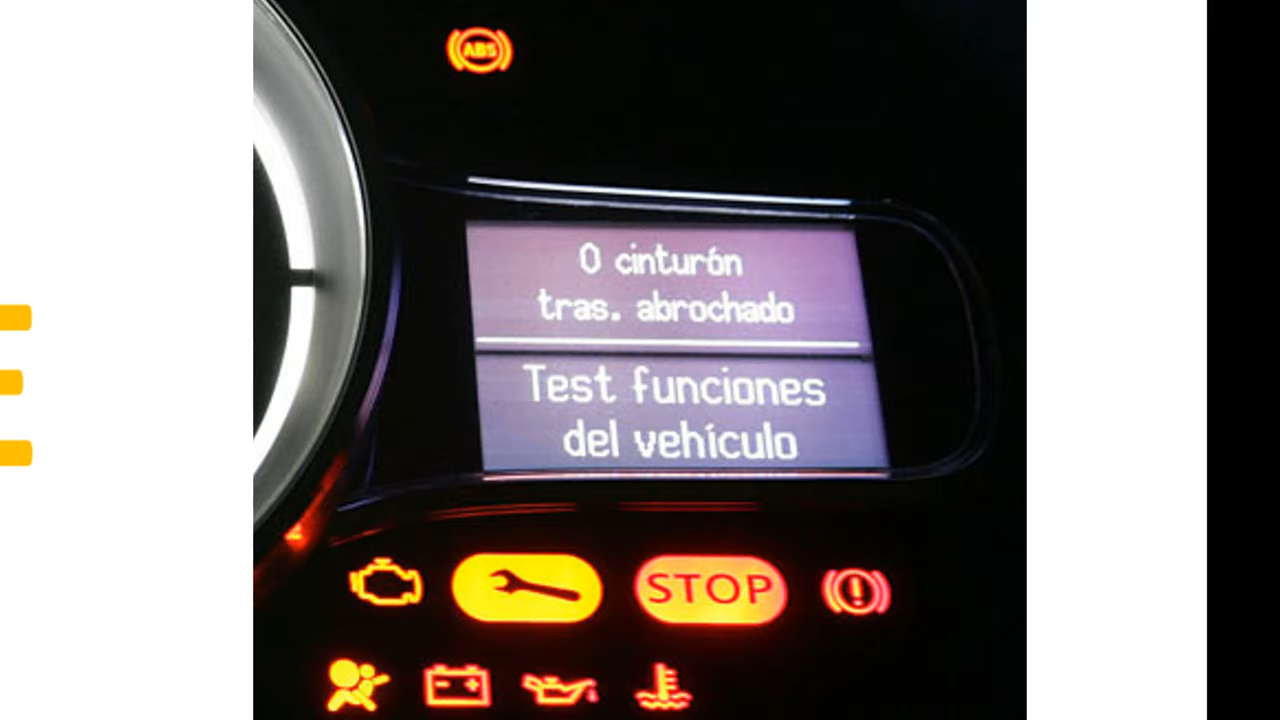 ABS
0 cinturón
tras. abrochado
Test funciones
del vehículo
STOP